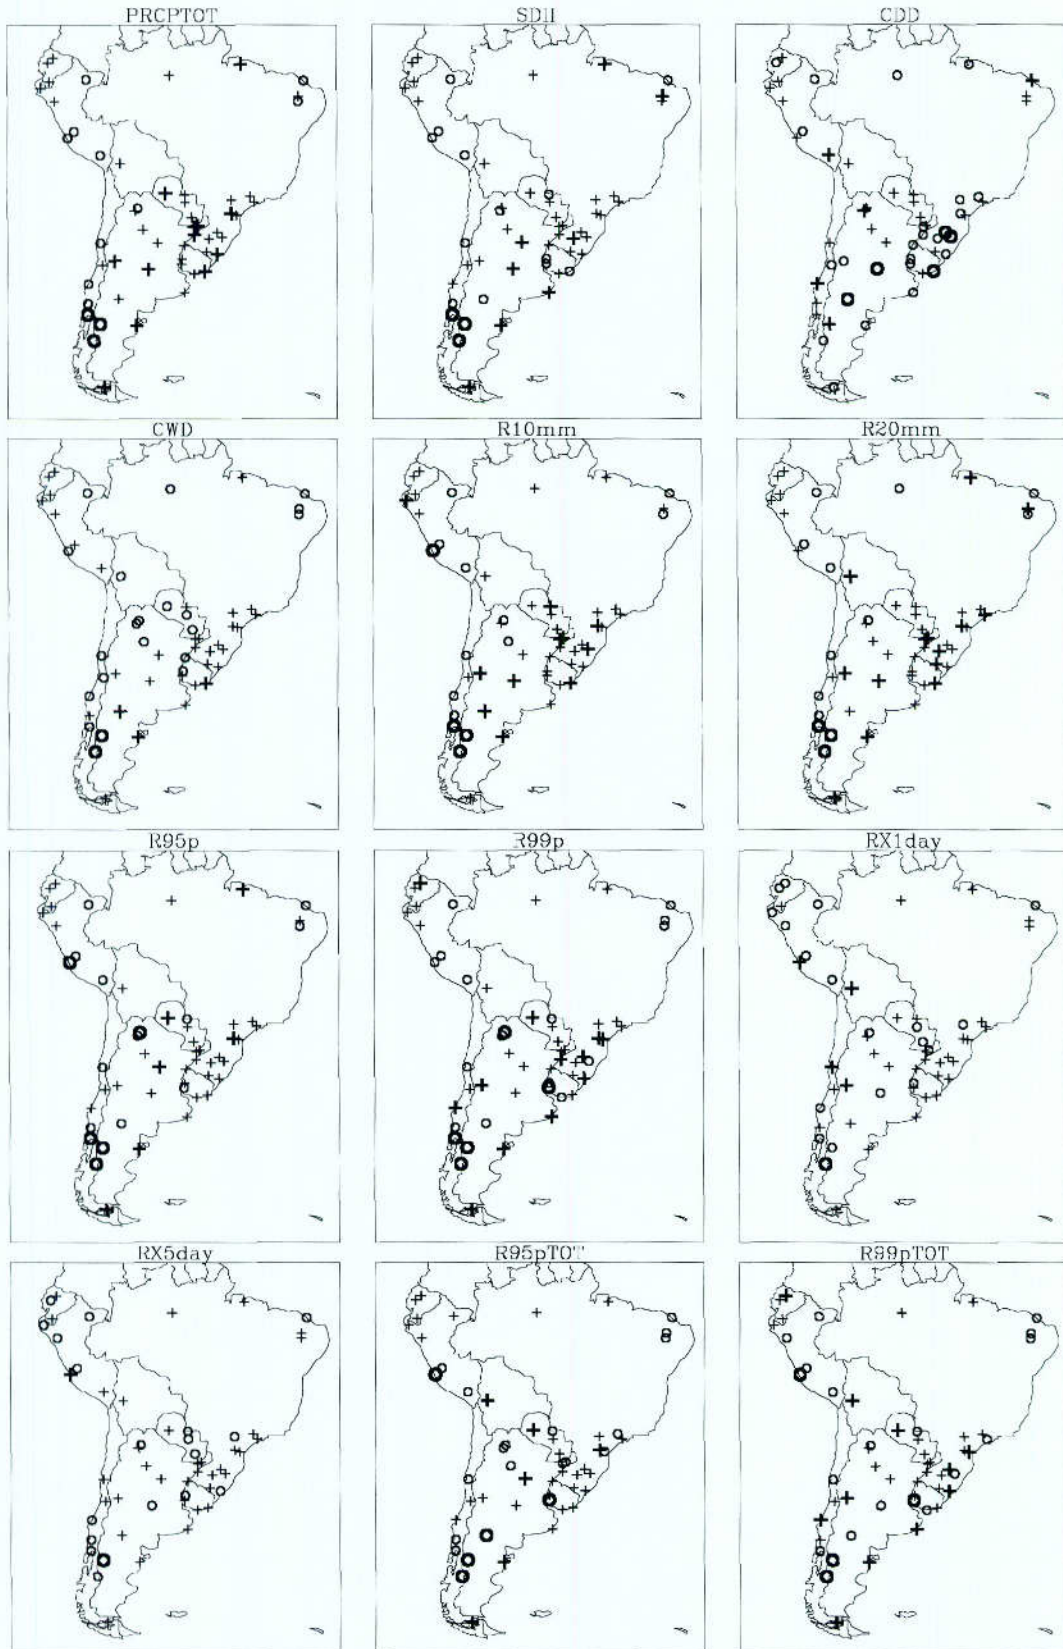 PRCPTOT
SDII
CDD
CWD
R10mm
R20mm
R95p
R99p
RX1day
RX5day
R95pTOT
R99pTOT